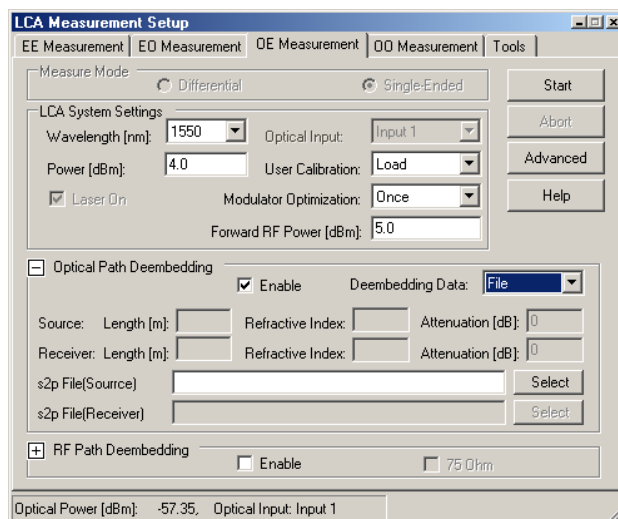 LCA Measurement Setup
EE Measurement EO Measurement OE Measurement OO Measurement Tools
Measure Mode
Differential Single-Ended Start
LCA System Settings
Wavelength [nm]: 1550 Optical Input: Input 1 Abort
Power [dBm]: 4.0 User Calibration: Load Advanced
Laser On Modulator Optimization: Once Help
Forward RF Power [dBm]: 5.0
Optical Path Deembedding
Enable Deembedding Data: File
Source: Length [m]: Refractive Index: Attenuation [dB]: 0
Receiver: Length [m]: Refractive Index: Attenuation [dB]: 0
s2p File(Sourrce) Select
s2p File(Receiver) Select
RF Path Deembedding
Enable 75 Ohm
Optical Power [dBm]: -57.35, Optical Input: Input 1